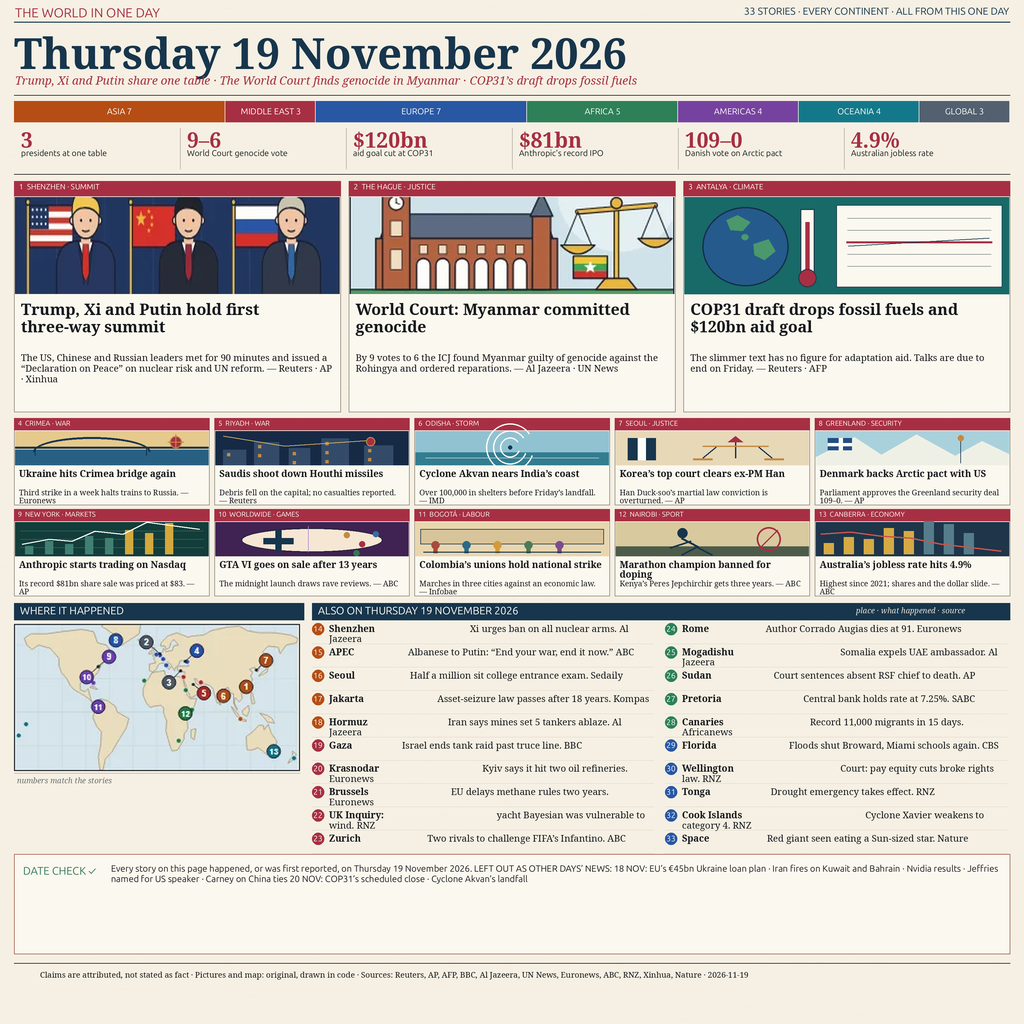 THE WORLD IN ONE DAY
33 STORIES · EVERY CONTINENT · ALL FROM THIS ONE DAY
Thursday 19 November 2026
Trump, Xi and Putin share one table · The World Court finds genocide in Myanmar · COP31's draft drops fossil fuels
ASIA 7
MIDDLE EAST 3
EUROPE 7
AFRICA 5
AMERICAS 4
OCEANIA 4
GLOBAL 3
3
presidents at one table
9–6
World Court genocide vote
$120bn
aid goal cut at COP31
$81bn
Anthropic's record IPO
109–0
Danish vote on Arctic pact
4.9%
Australian jobless rate
1 SHENZHEN · SUMMIT
Trump, Xi and Putin hold first
three-way summit
The US, Chinese and Russian leaders met for 90 minutes and issued a
“Declaration on Peace” on nuclear risk and UN reform. — Reuters · AP
· Xinhua
2 THE HAGUE · JUSTICE
World Court: Myanmar committed
genocide
By 9 votes to 6 the ICJ found Myanmar guilty of genocide against the
Rohingya and ordered reparations. — Al Jazeera · UN News
3 ANTALYA · CLIMATE
COP31 draft drops fossil fuels and
$120bn aid goal
The slimmer text has no figure for adaptation aid. Talks are due to
end on Friday. — Reuters · AFP
4 CRIMEA · WAR
Ukraine hits Crimea bridge again
Third strike in a week halts trains to Russia. —
Euronews
5 RIYADH · WAR
Saudis shoot down Houthi missiles
Debris fell on the capital; no casualties reported.
— Reuters
6 ODISHA · STORM
Cyclone Akvan nears India's coast
Over 100,000 in shelters before Friday's landfall.
— IMD
7 SEOUL · JUSTICE
Korea's top court clears ex-PM Han
Han Duck-soo's martial law conviction is
overturned. — AP
8 GREENLAND · SECURITY
Denmark backs Arctic pact with US
Parliament approves the Greenland security deal
109–0. — AP
9 NEW YORK · MARKETS
Anthropic starts trading on Nasdaq
Its record $81bn share sale was priced at $83. —
AP
10 WORLDWIDE · GAMES
GTA VI goes on sale after 13 years
The midnight launch draws rave reviews. — ABC
11 BOGOTÁ · LABOUR
Colombia's unions hold national strike
Marches in three cities against an economic law.
— Infobae
12 NAIROBI · SPORT
Marathon champion banned for
doping
Kenya's Peres Jepchirchir gets three years. — ABC
13 CANBERRA · ECONOMY
Australia's jobless rate hits 4.9%
Highest since 2021; shares and the dollar slide. —
ABC
WHERE IT HAPPENED
8
2
9
4
7
10
3
5
6
1
11
12
13
numbers match the stories
ALSO ON THURSDAY 19 NOVEMBER 2026
place · what happened · source
14 Shenzhen Xi urges ban on all nuclear arms. Al
Jazeera
15 APEC Albanese to Putin: “End your war, end it now.” ABC
16 Seoul Half a million sit college entrance exam. Sedaily
17 Jakarta Asset-seizure law passes after 18 years. Kompas
18 Hormuz Iran says mines set 5 tankers ablaze. Al
Jazeera
19 Gaza Israel ends tank raid past truce line. BBC
20 Krasnodar Kyiv says it hit two oil refineries.
Euronews
21 Brussels EU delays methane rules two years.
Euronews
22 UK Inquiry: yacht Bayesian was vulnerable to
wind. RNZ
23 Zurich Two rivals to challenge FIFA's Infantino. ABC
24 Rome Author Corrado Augias dies at 91. Euronews
25 Mogadishu Somalia expels UAE ambassador. Al
Jazeera
26 Sudan Court sentences absent RSF chief to death. AP
27 Pretoria Central bank holds rate at 7.25%. SABC
28 Canaries Record 11,000 migrants in 15 days.
Africanews
29 Florida Floods shut Broward, Miami schools again. CBS
30 Wellington Court: pay equity cuts broke rights
law. RNZ
31 Tonga Drought emergency takes effect. RNZ
32 Cook Islands Cyclone Xavier weakens to
category 4. RNZ
33 Space Red giant seen eating a Sun-sized star. Nature
DATE CHECK ✓
Every story on this page happened, or was first reported, on Thursday 19 November 2026. LEFT OUT AS OTHER DAYS' NEWS: 18 NOV: EU's €45bn Ukraine loan plan · Iran fires on Kuwait and Bahrain · Nvidia results · Jeffries
named for US speaker · Carney on China ties 20 NOV: COP31's scheduled close · Cyclone Akvan's landfall
Claims are attributed, not stated as fact · Pictures and map: original, drawn in code · Sources: Reuters, AP, AFP, BBC, Al Jazeera, UN News, Euronews, ABC, RNZ, Xinhua, Nature · 2026-11-19